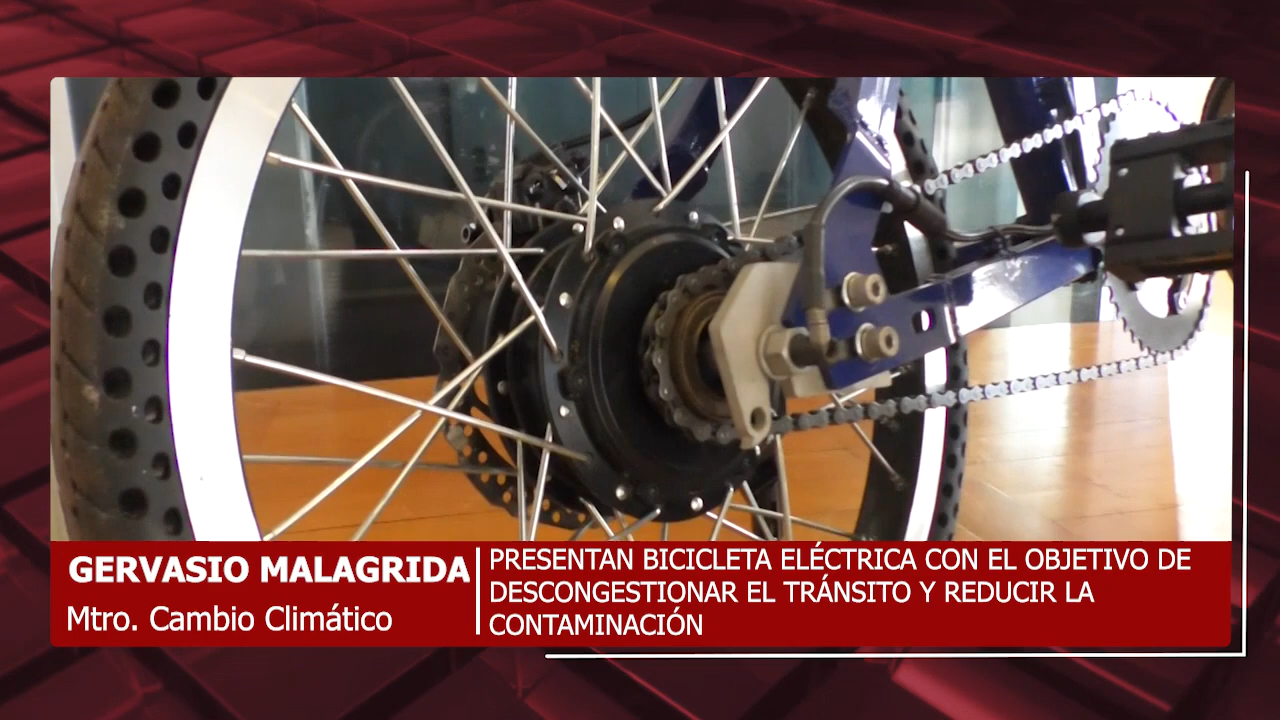 GERVASIO MALAGRIDA
Mtro. Cambio Climático
PRESENTAN BICICLETA ELÉCTRICA CON EL OBJETIVO DE
DESCONGESTIONAR EL TRÁNSITO Y REDUCIR LA
CONTAMINACIÓN